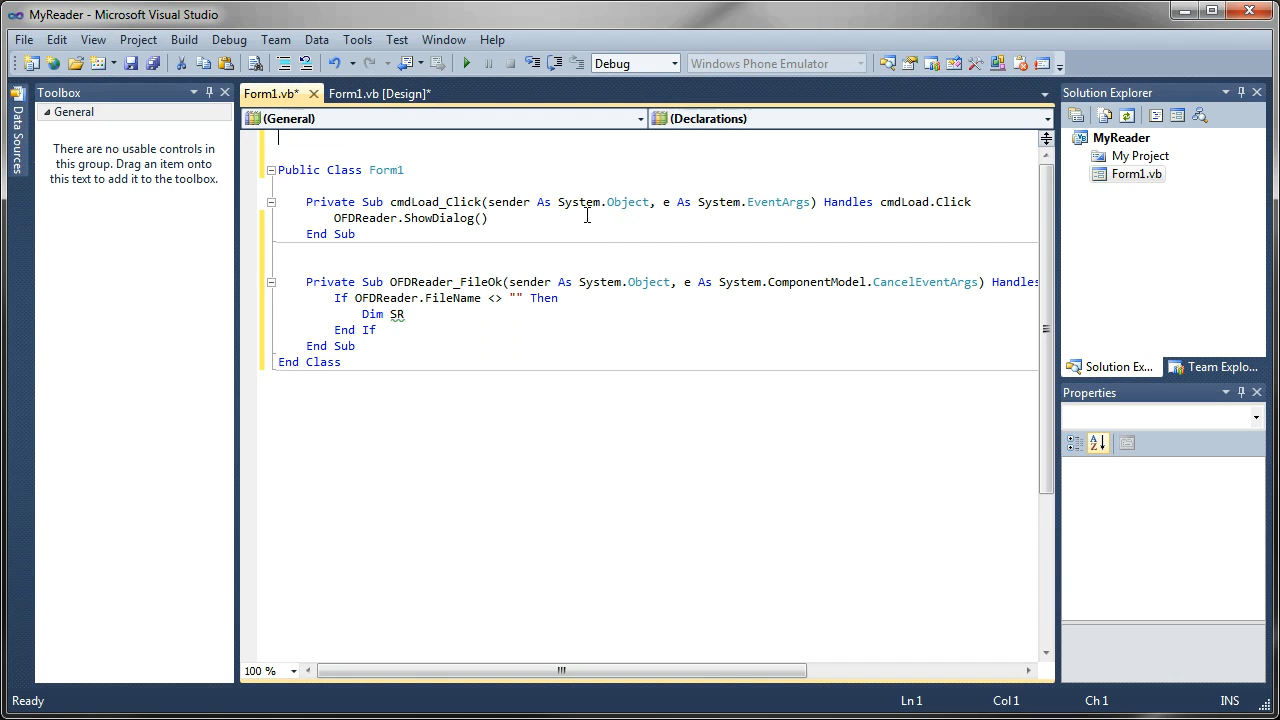 MyReader - Microsoft Visual Studio
File Edit View Project Build Debug Team Data Tools Test Window Help
Debug Windows Phone Emulator
Data Sources
Toolbox
General
There are no usable controls in
this group. Drag an item onto
this text to add it to the toolbox.
Form1.vb* Form1.vb [Design]*
(General) (Declarations)
Public Class Form1
Private Sub cmdLoad_Click(sender As System.Object, e As System.EventArgs) Handles cmdLoad.Click
OFDReader.ShowDialog()
End Sub
Private Sub OFDReader_FileOk(sender As System.Object, e As System.ComponentModel.CancelEventArgs) Handles
If OFDReader.FileName <> "" Then
Dim SR
End If
End Sub
End Class
100 %
Solution Explorer
MyReader
My Project
Form1.vb
Solution Ex... Team Explo...
Properties
Ready Ln 1 Col 1 Ch 1 INS